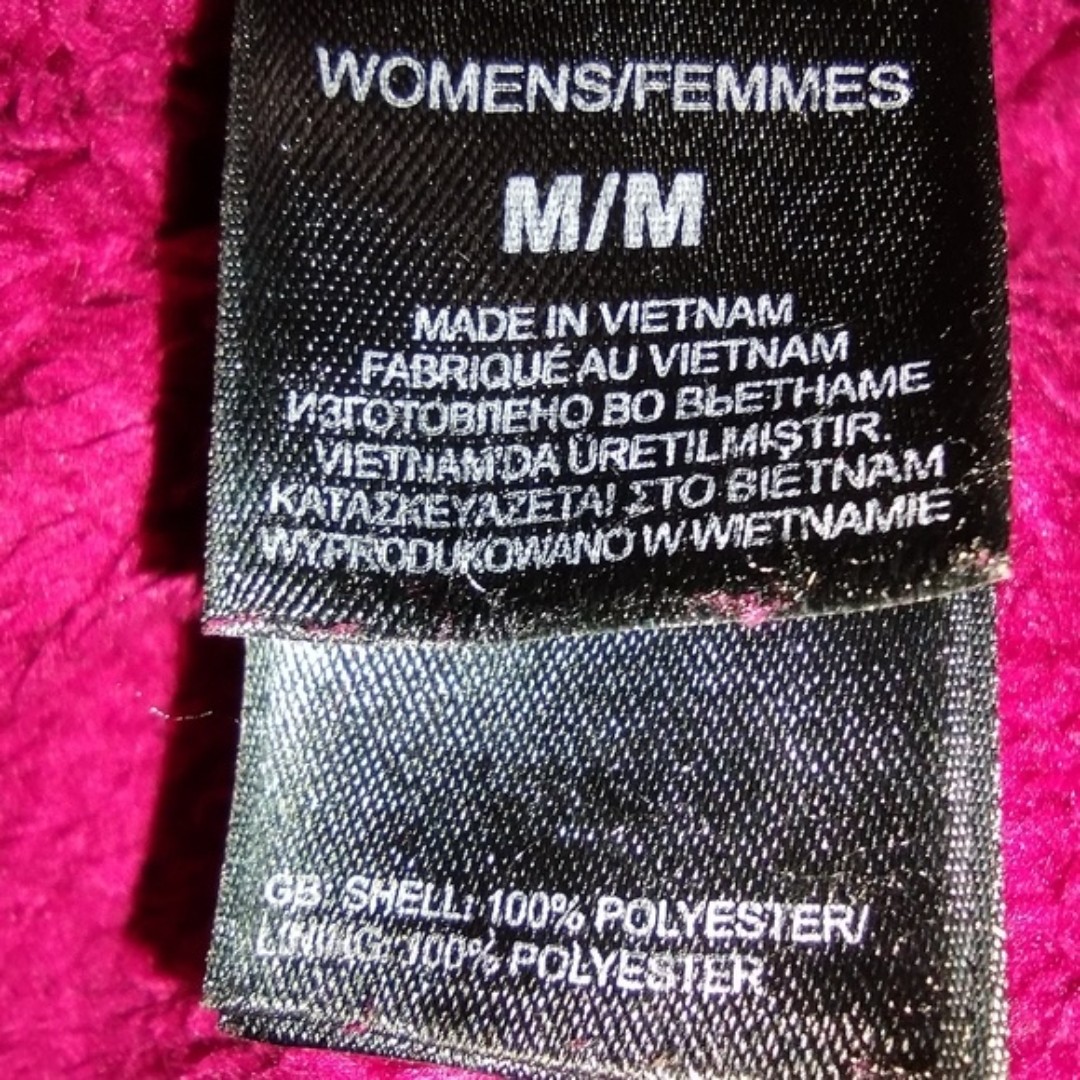 WOMENS/FEMMES
M/M
MADE IN VIETNAM
FABRIQUÉ AU VIETNAM
ИЗГОТОВЛЕНО ВО ВЬЕТНАМЕ
VIETNAM'DA ÜRETILMIŞTIR.
ΚΑΤΑΣΚΕΥΑΖΕΤΑΙ ΣΤΟ ΒΙΕΤΝΑΜ
WYPRODUKOWANO W WIETNAMIE
GB: SHELL: 100% POLYESTER/
LINING: 100% POLYESTER